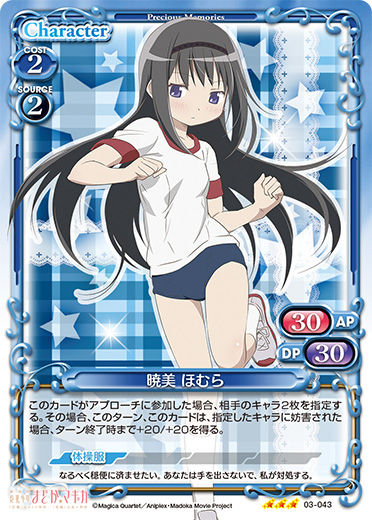 Precious Memories
Character
COST
2
SOURCE
2
30 AP
DP 30
暁美 ほむら
このカードがアプローチに参加した場合、相手のキャラ2枚を指定す
る。その場合、このターン、このカードは、指定したキャラに妨害された
場合、ターン終了時まで+20/+20を得る。
体操服
なるべく穏便に済ませたい。あなたは手を出さないで。私が対処する。
まどか☆マギカ
03-043
©Magica Quartet/Aniplex・Madoka Movie Project